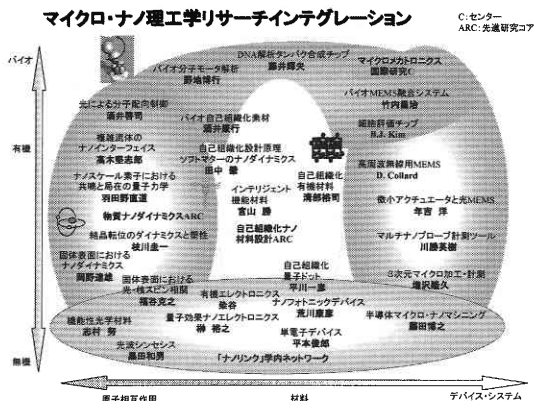 マイクロ・ナノ理工学リサーチインテグレーション
C:センター
ARC:先進研究コア
バイオ
有機
無機
DNA解析タンパク合成チップ
藤井輝夫
マイクロメカトロニクス
国際研究C
バイオ分子モータ解析
野地博行
バイオMEMS融合システム
竹内昌治
光による分子配向制御
酒井啓司
バイオ自己組織化素材
酒井康行
細胞評価チップ
B.J. Kim
複雑流体の
ナノインターフェイス
高木堅志郎
自己組織化設計原理
ソフトマターのナノダイナミクス
田中 肇
高周波無線用MEMS
D. Collard
ナノスケール素子における
共鳴と局在の量子力学
羽田野直道
自己組織化
有機材料
インテリジェント
機能材料
宮山 勝
微小アクチュエータと光MEMS
年吉 洋
物質ナノダイナミクスARC
自己組織化ナノ
材料設計ARC
結晶転位のダイナミクスと塑性
枝川圭一
マルチナノプローブ計測ツール
川勝英樹
固体表面における
ナノダイナミクス
岡野達雄
自己組織化
量子ドット
平川一彦
3次元マイクロ加工・計測
増沢隆久
固体表面における
光・核スピン相関
福谷克之
有機エレクトロニクス
染谷
ナノフォトニックデバイス
荒川泰彦
機能性光学材料
志村 努
量子効果ナノエレクトロニクス
榊 裕之
半導体マイクロ・ナノマシニング
藤田博之
単電子デバイス
平本俊郎
光波シンセシス
黒田和男
「ナノリンク」学内ネットワーク
原子相互作用
材料
デバイス・システム